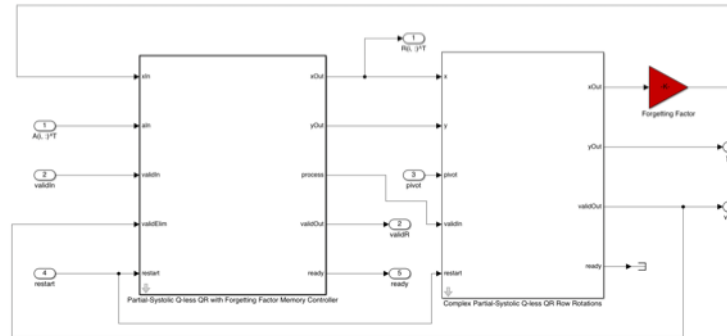 1
R(i, :)^T
xIn
xOut
x
xOut
Forgetting Factor
1
aIn
yOut
y
A(i, :)^T
yOut
2
validIn
process
3
pivot
validIn
pivot
validElim
validOut
2
validIn
validOut
validR
4
restart
ready
5
restart
ready
restart
ready
Partial-Systolic Q-less QR with Forgetting Factor Memory Controller
Complex Partial-Systolic Q-less QR Row Rotations